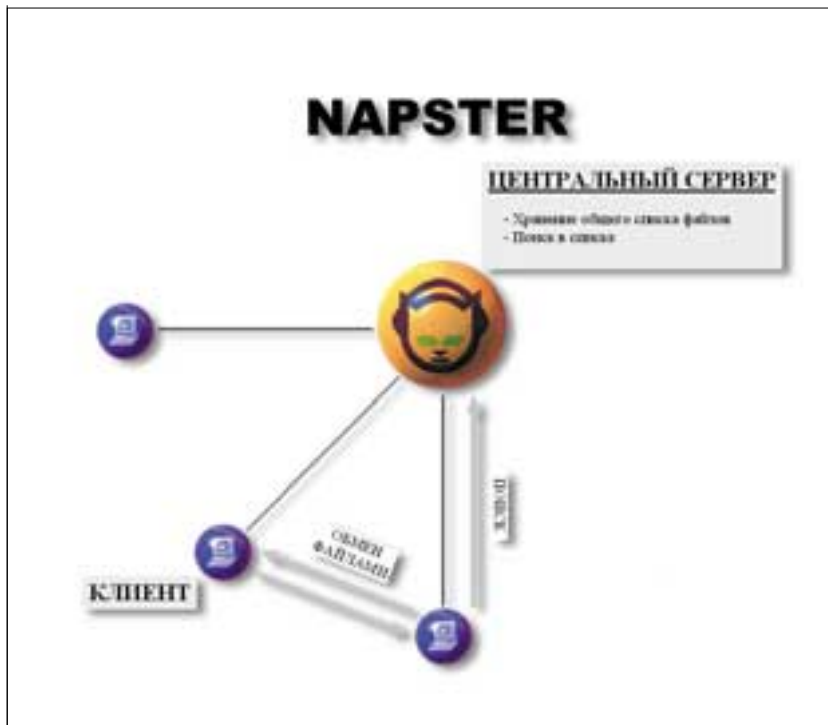 NAPSTER
ЦЕНТРАЛЬНЫЙ СЕРВЕР
- Хранение общего списка файлов
- Поиск в списке
ПОИСК
ОБМЕН
ФАЙЛАМИ
КЛИЕНТ